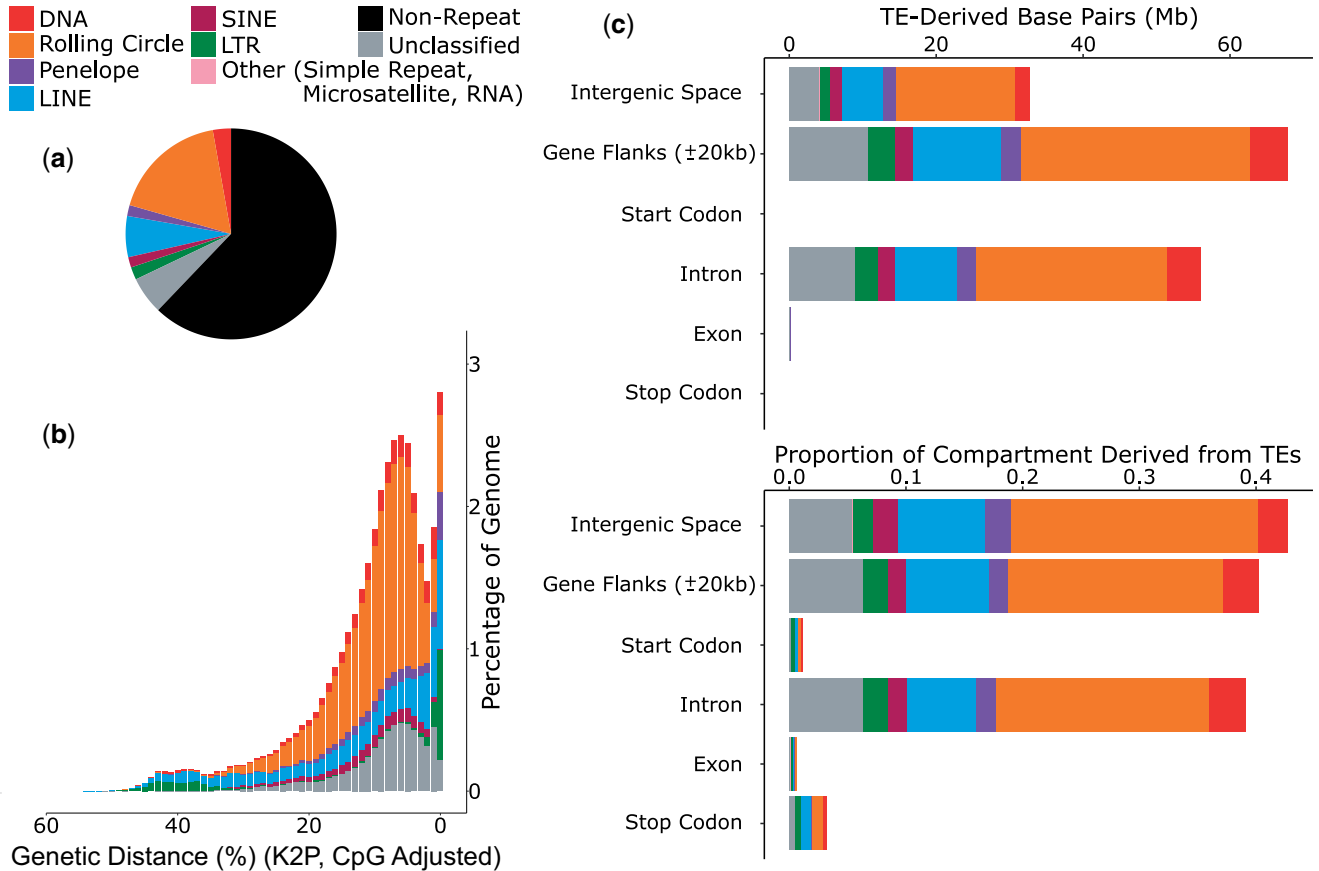 DNA
Rolling Circle
Penelope
LINE
SINE
LTR
Other (Simple Repeat,
Microsatellite, RNA)
Non-Repeat
Unclassified
(a)
(b)
3
2
1
0
Percentage of Genome
60 40 20 0
Genetic Distance (%) (K2P, CpG Adjusted)
(c)
TE-Derived Base Pairs (Mb)
0 20 40 60
Intergenic Space
Gene Flanks (±20kb)
Start Codon
Intron
Exon
Stop Codon
Proportion of Compartment Derived from TEs
0.0 0.1 0.2 0.3 0.4
Intergenic Space
Gene Flanks (±20kb)
Start Codon
Intron
Exon
Stop Codon